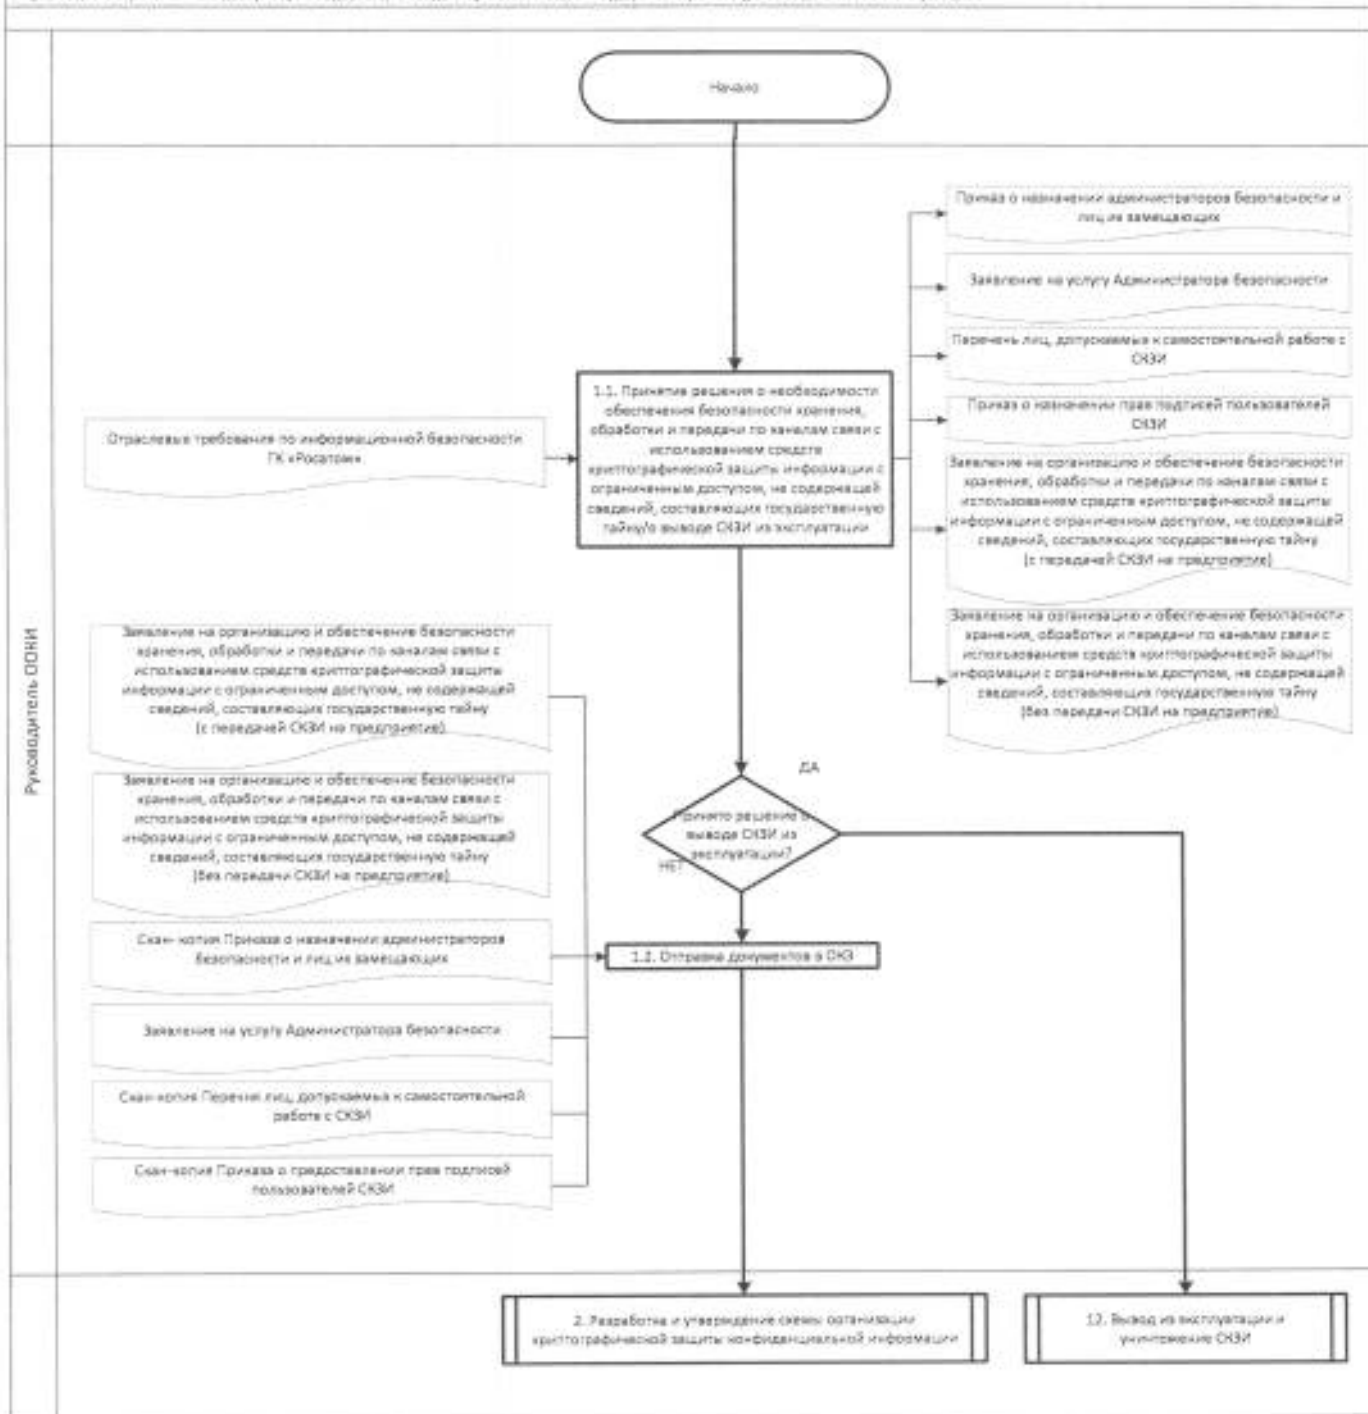 Начало
Приказ о назначении администраторов безопасности и
лиц их замещающих
Заявление на услугу Администратора безопасности
Перечень лиц, допускаемых к самостоятельной работе с
СКЗИ
Приказ о назначении прав подписей пользователей
СКЗИ
Заявление на организацию и обеспечение безопасности
хранения, обработки и передачи по каналам связи с
использованием средств криптографической защиты
информации с ограниченным доступом, не содержащей
сведений, составляющих государственную тайну
(с передачей СКЗИ на предприятие)
Заявление на организацию и обеспечение безопасности
хранения, обработки и передачи по каналам связи с
использованием средств криптографической защиты
информации с ограниченным доступом, не содержащей
сведений, составляющих государственную тайну
(без передачи СКЗИ на предприятие)
1.1. Принятие решения о необходимости
обеспечения безопасности хранения,
обработки и передачи по каналам связи с
использованием средств
криптографической защиты информации с
ограниченным доступом, не содержащей
сведений, составляющих государственную
тайну/о выводе СКЗИ из эксплуатации
Отраслевые требования по информационной безопасности
ГК «Росатом»
Руководитель ООКИ
Заявление на организацию и обеспечение безопасности
хранения, обработки и передачи по каналам связи с
использованием средств криптографической защиты
информации с ограниченным доступом, не содержащей
сведений, составляющих государственную тайну
(с передачей СКЗИ на предприятие)
Заявление на организацию и обеспечение безопасности
хранения, обработки и передачи по каналам связи с
использованием средств криптографической защиты
информации с ограниченным доступом, не содержащей
сведений, составляющих государственную тайну
(без передачи СКЗИ на предприятие)
Скан- копия Приказа о назначении администраторов
безопасности и лиц их замещающих
Заявление на услугу Администратора безопасности
Скан-копия Перечня лиц, допускаемых к самостоятельной
работе с СКЗИ
Скан-копия Приказа о предоставлении прав подписей
пользователей СКЗИ
ДА
Принято решение о
выводе СКЗИ из
эксплуатации?
НЕТ
1.2. Отправка документов в ОКЗ
2. Разработка и утверждение схемы организации
криптографической защиты конфиденциальной информации
12. Вывод из эксплуатации и
уничтожение СКЗИ